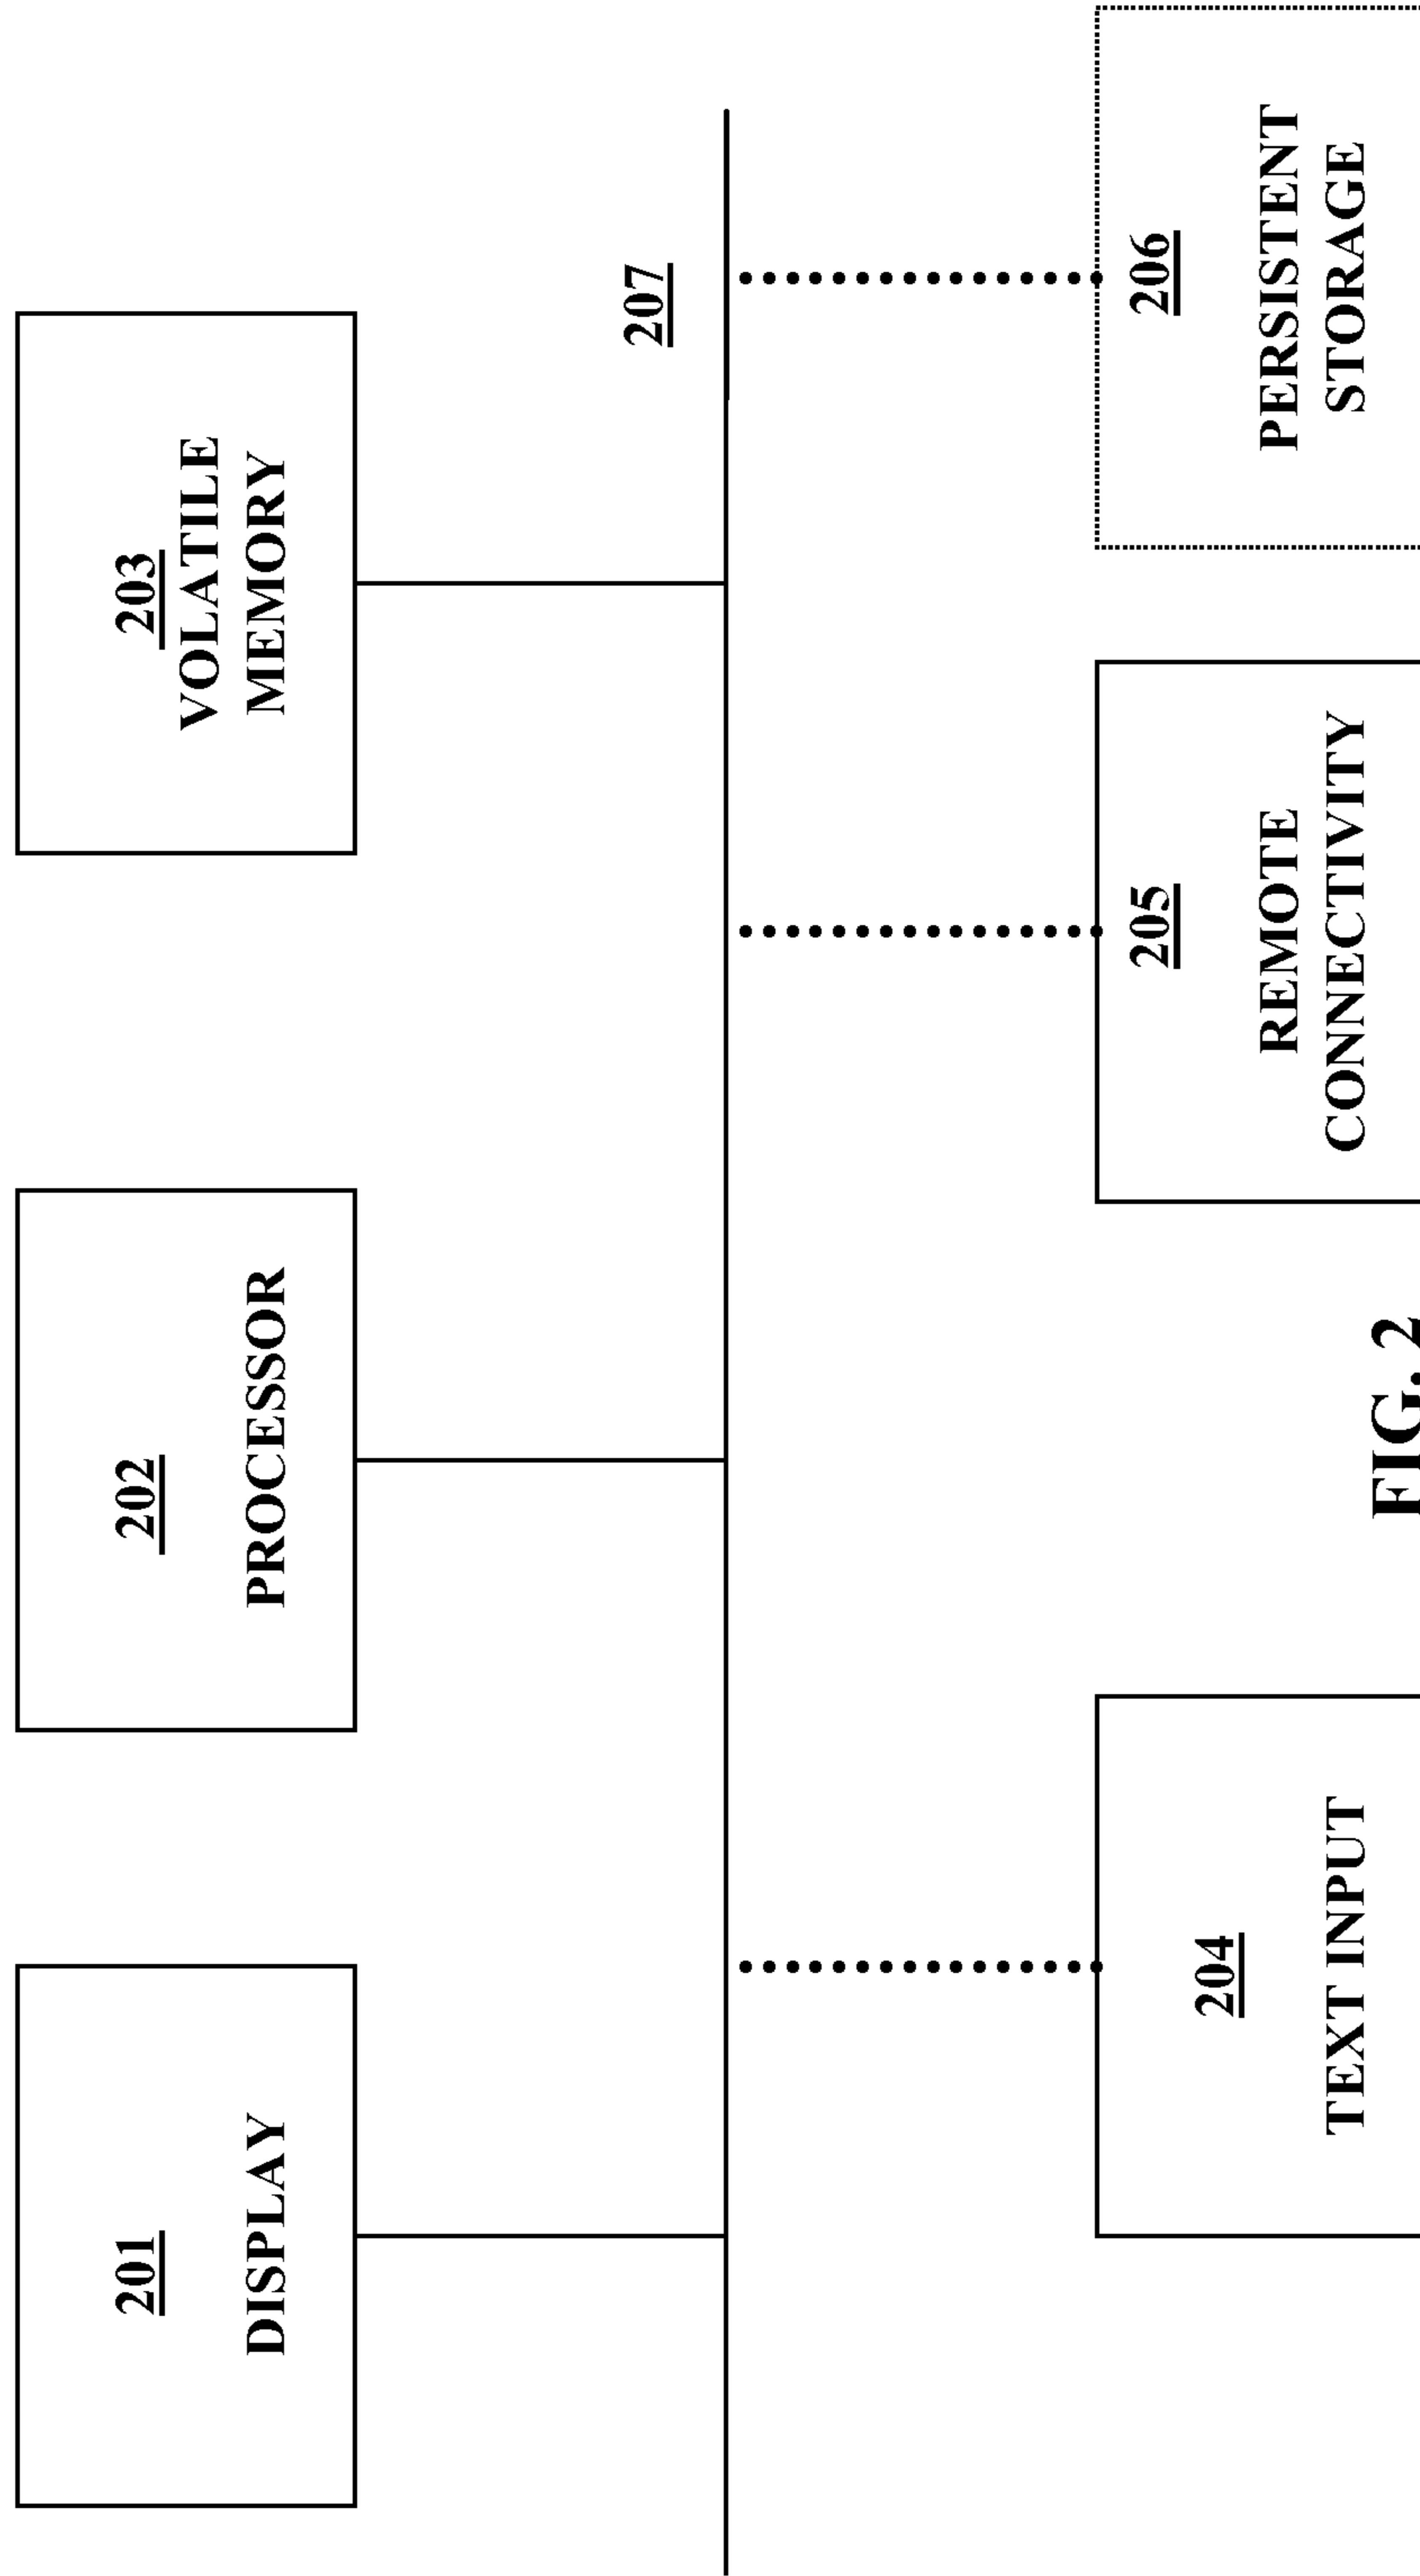 201
DISPLAY
202
PROCESSOR
203
VOLATILE
MEMORY
207
204
TEXT INPUT
205
REMOTE
CONNECTIVITY
206
PERSISTENT
STORAGE
FIG. 2